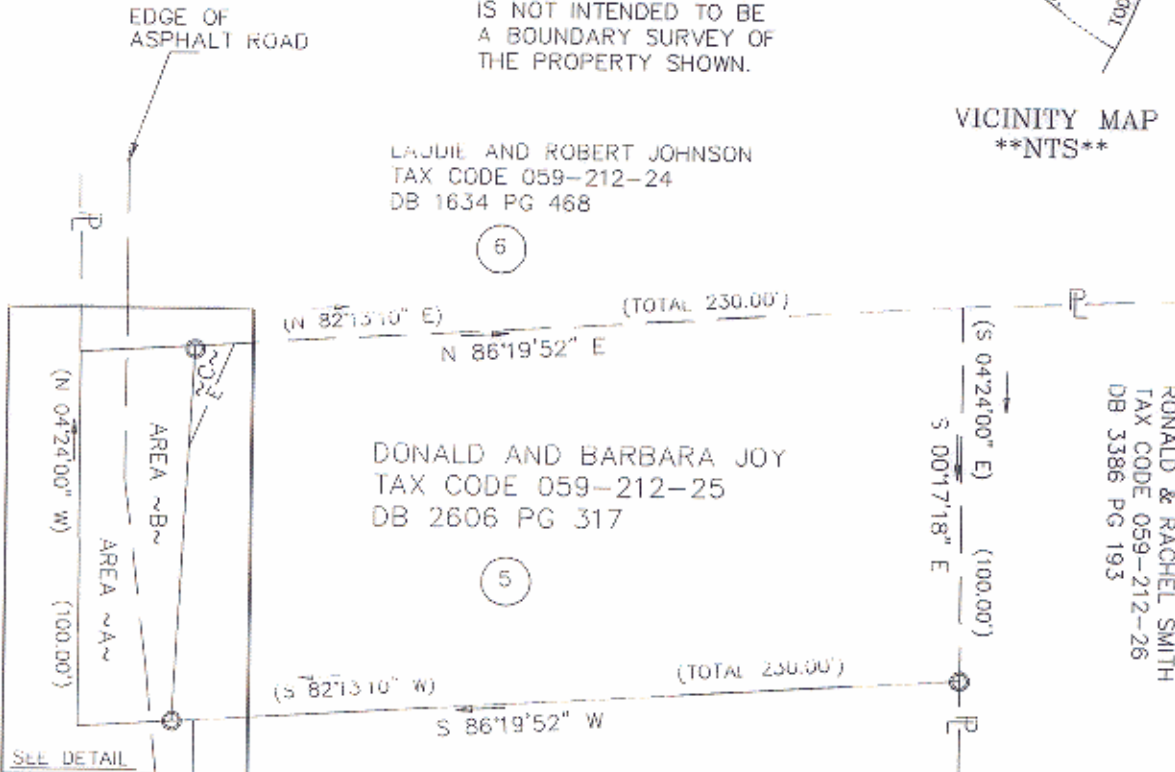 EDGE OF
ASPHALT ROAD
IS NOT INTENDED TO BE
A BOUNDARY SURVEY OF
THE PROPERTY SHOWN.
VICINITY MAP
**NTS**
AND ROBERT JOHNSON
TAX CODE 059-212-24
DB 1634 PG 468
6
PL
(N 82°13'10" E)
(TOTAL 230.00')
PL
N 86°19'52" E
(S 04°24'00" E)
(100.00')
S 00°17'18" E
RONALD & RACHEL SMITH
TAX CODE 059-212-26
DB 3386 PG 193
(N 04°24'00" W)
(100.00')
AREA ~B~
AREA ~A~
DONALD AND BARBARA JOY
TAX CODE 059-212-25
DB 2606 PG 317
5
(S 82°13'10" W)
(TOTAL 230.00')
S 86°19'52" W
PL
SEE DETAIL